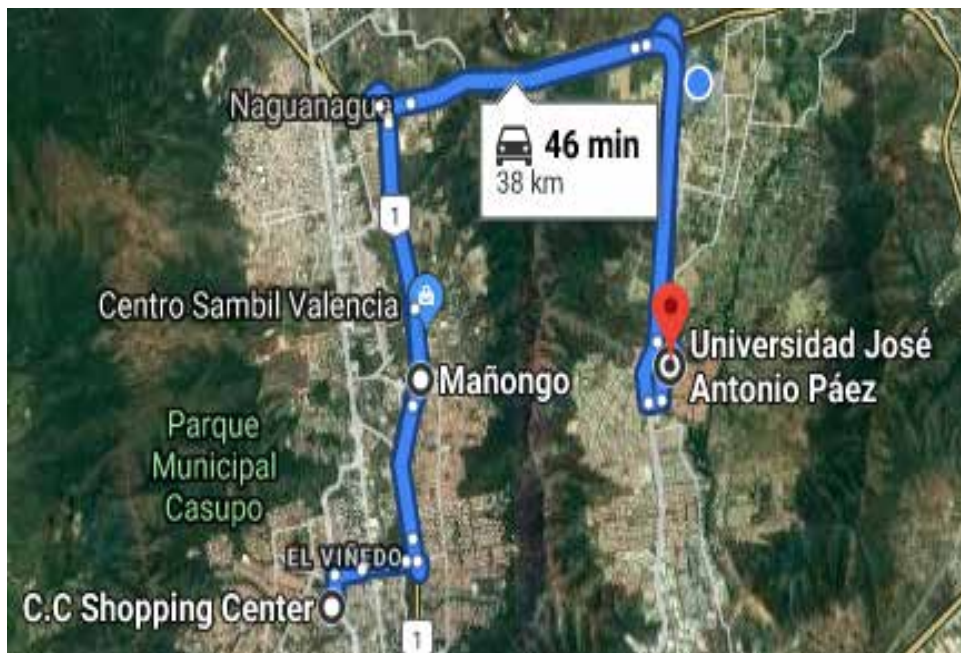 Naguanagua
46 min
38 km
1
Centro Sambil Valencia
Universidad José
Antonio Páez
Mañongo
Parque
Municipal
Casupo
EL VIÑEDO
C.C Shopping Center
1